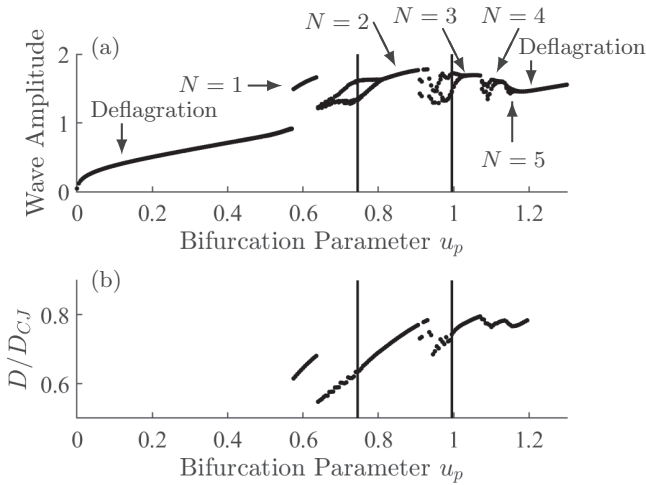 (a)
N = 2
N = 3
N = 4
Deflagration
N = 1
Deflagration
N = 5
Wave Amplitude
2
1
0
0 0.2 0.4 0.6 0.8 1 1.2
Bifurcation Parameter u_p
(b)
D/D_{CJ}
0.8
0.6
0 0.2 0.4 0.6 0.8 1 1.2
Bifurcation Parameter u_p